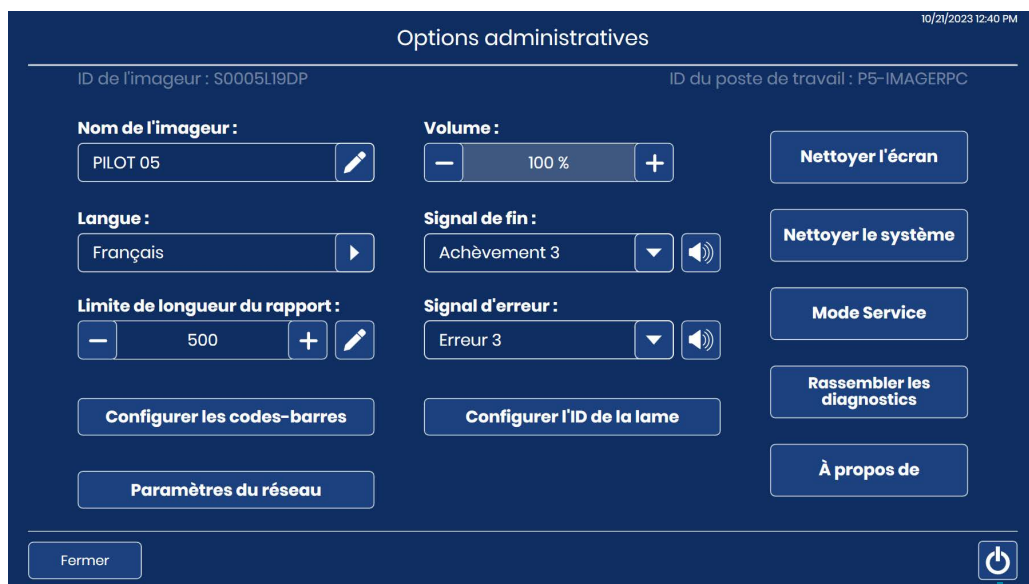 10/21/2023 12:40 PM
Options administratives
ID de l'imageur : S0005L19DP
ID du poste de travail : P5-IMAGERPC
Nom de l'imageur :
PILOT 05
Volume :
100 %
Nettoyer l'écran
Langue :
Français
Signal de fin :
Achèvement 3
Nettoyer le système
Limite de longueur du rapport :
500
Signal d'erreur :
Erreur 3
Mode Service
Rassembler les
diagnostics
Configurer les codes-barres
Configurer l'ID de la lame
À propos de
Paramètres du réseau
Fermer